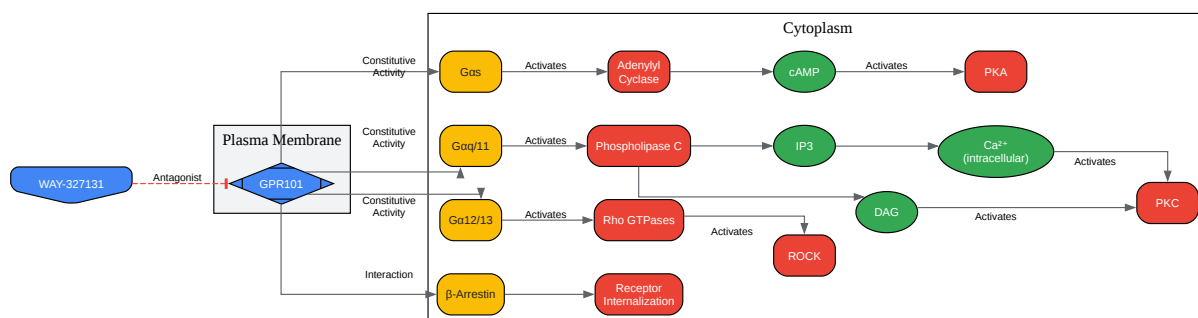 Cytoplasm
Constitutive
Activity
Gαs
Activates
Adenylyl
Cyclase
cAMP
Activates
PKA
Plasma Membrane
Constitutive
Activity
Gαq/11
Activates
Phospholipase C
IP3
Ca²⁺
(intracellular)
Activates
WAY-327131
Antagonist
GPR101
Constitutive
Activity
Gα12/13
Activates
Rho GTPases
Activates
DAG
Activates
PKC
ROCK
Interaction
β-Arrestin
Receptor
Internalization